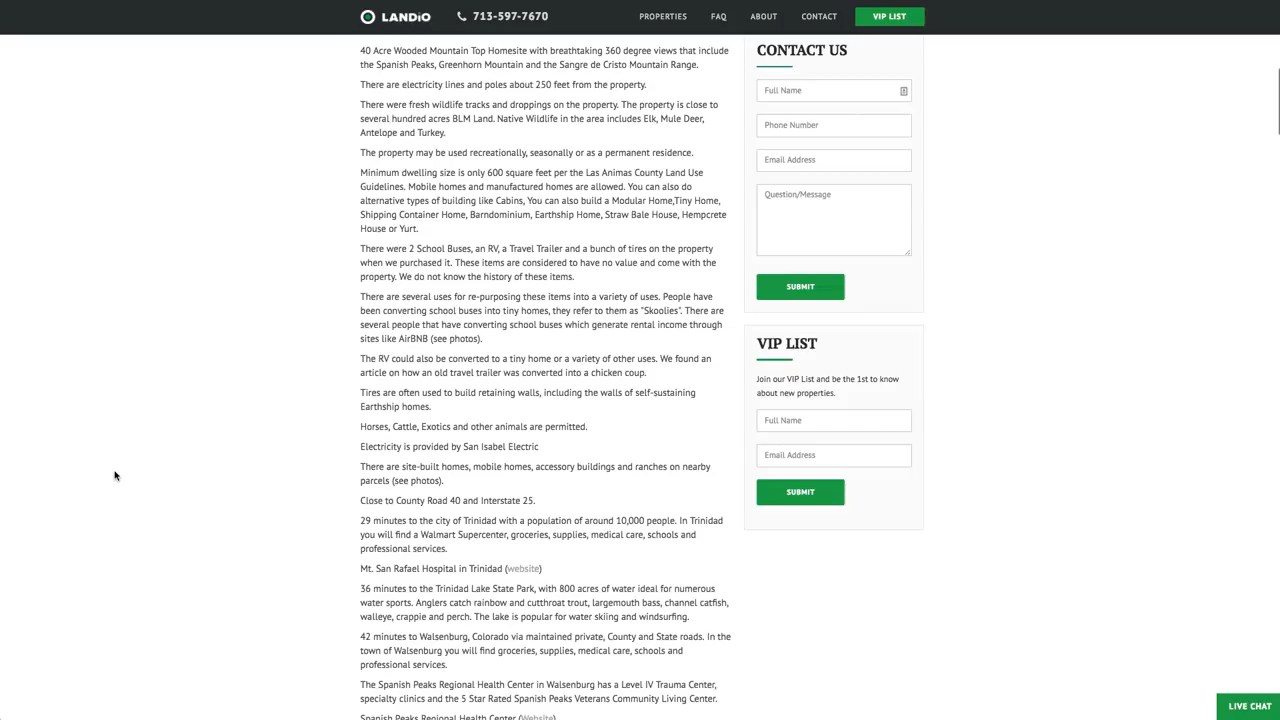 LANDiO
713-597-7670
PROPERTIES
FAQ
ABOUT
CONTACT
VIP LIST
40 Acre Wooded Mountain Top Homesite with breathtaking 360 degree views that include
the Spanish Peaks, Greenhorn Mountain and the Sangre de Cristo Mountain Range.
There are electricity lines and poles about 250 feet from the property.
There were fresh wildlife tracks and droppings on the property. The property is close to
several hundred acres BLM Land. Native Wildlife in the area includes Elk, Mule Deer,
Antelope and Turkey.
The property may be used recreationally, seasonally or as a permanent residence.
Minimum dwelling size is only 600 square feet per the Las Animas County Land Use
Guidelines. Mobile homes and manufactured homes are allowed. You can also do
alternative types of building like Cabins, You can also build a Modular Home,Tiny Home,
Shipping Container Home, Barndominium, Earthship Home, Straw Bale House, Hempcrete
House or Yurt.
There were 2 School Buses, an RV, a Travel Trailer and a bunch of tires on the property
when we purchased it. These items are considered to have no value and come with the
property. We do not know the history of these items.
There are several uses for re-purposing these items into a variety of uses. People have
been converting school buses into tiny homes, they refer to them as "Skoolies". There are
several people that have converting school buses which generate rental income through
sites like AirBNB (see photos).
The RV could also be converted to a tiny home or a variety of other uses. We found an
article on how an old travel trailer was converted into a chicken coup.
Tires are often used to build retaining walls, including the walls of self-sustaining
Earthship homes.
Horses, Cattle, Exotics and other animals are permitted.
Electricity is provided by San Isabel Electric
There are site-built homes, mobile homes, accessory buildings and ranches on nearby
parcels (see photos).
Close to County Road 40 and Interstate 25.
29 minutes to the city of Trinidad with a population of around 10,000 people. In Trinidad
you will find a Walmart Supercenter, groceries, supplies, medical care, schools and
professional services.
Mt. San Rafael Hospital in Trinidad (website)
36 minutes to the Trinidad Lake State Park, with 800 acres of water ideal for numerous
water sports. Anglers catch rainbow and cutthroat trout, largemouth bass, channel catfish,
walleye, crappie and perch. The lake is popular for water skiing and windsurfing.
42 minutes to Walsenburg, Colorado via maintained private, County and State roads. In the
town of Walsenburg you will find groceries, supplies, medical care, schools and
professional services.
The Spanish Peaks Regional Health Center in Walsenburg has a Level IV Trauma Center,
specialty clinics and the 5 Star Rated Spanish Peaks Veterans Community Living Center.
Spanish Peaks Regional Health Center (Website)
CONTACT US
Full Name
Phone Number
Email Address
Question/Message
SUBMIT
VIP LIST
Join our VIP List and be the 1st to know
about new properties.
Full Name
Email Address
SUBMIT
LIVE CHAT